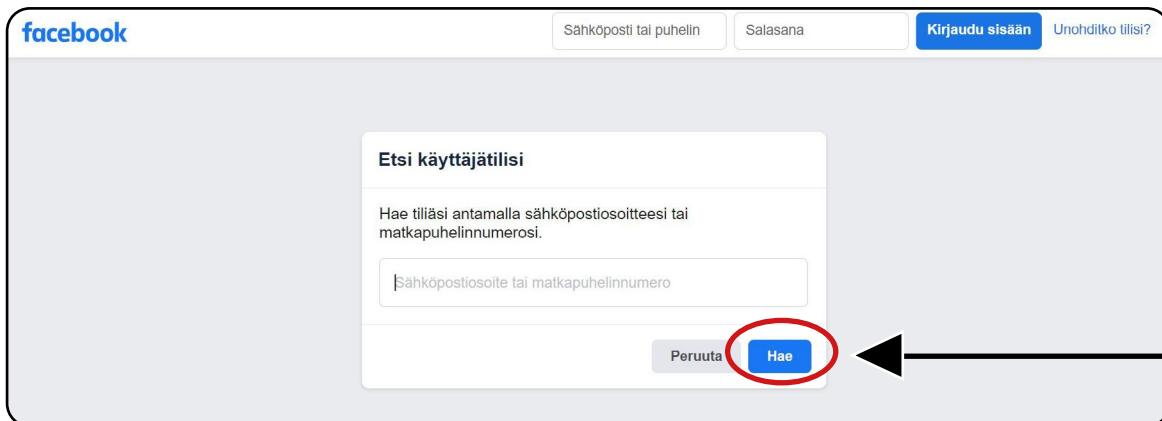 facebook
Sähköposti tai puhelin
Salasana
Kirjaudu sisään
Unohditko tilisi?
Etsi käyttäjätilisi
Hae tiliäsi antamalla sähköpostiosoitteesi tai
matkapuhelinnumerosi.
Sähköpostiosoite tai matkapuhelinnumero
Peruuta
Hae